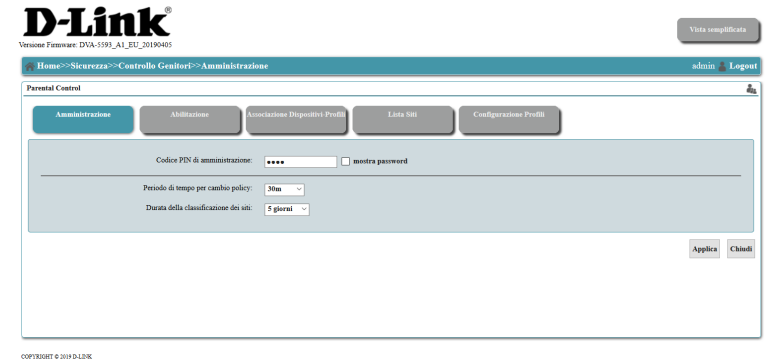 D-Link®
Versione Firmware: DVA-5593_A1_EU_20190405
Vista semplificata
Home>>Sicurezza>>Controllo Genitori>>Amministrazione
admin Logout
Parental Control
Amministrazione Abilitazione Associazione Dispositivi-Profili Lista Siti Configurazione Profili
Codice PIN di amministrazione: •••• mostra password
Periodo di tempo per cambio policy: 30m
Durata della classificazione dei siti: 5 giorni
Applica Chiudi
COPYRIGHT © 2019 D-LINK